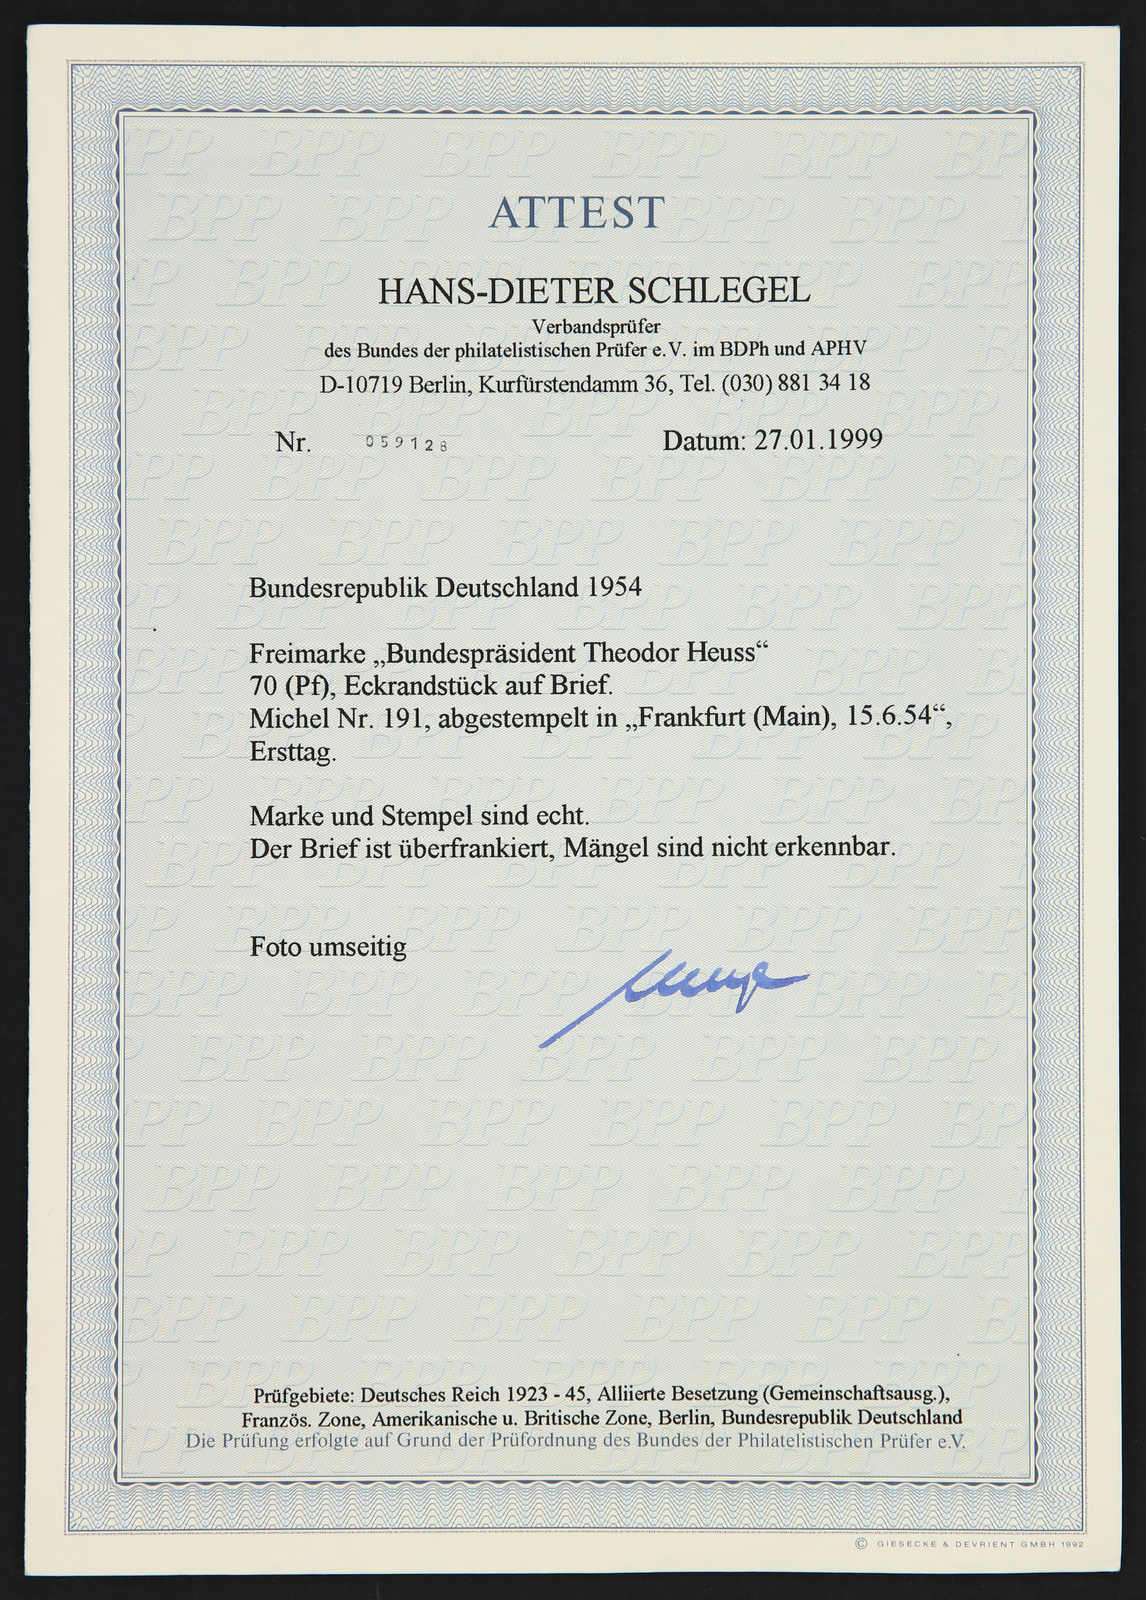 ATTEST
HANS-DIETER SCHLEGEL
Verbandsprüfer
des Bundes der philatelistischen Prüfer e.V. im BDPh und APHV
D-10719 Berlin, Kurfürstendamm 36, Tel. (030) 881 34 18
Nr. 059128 Datum: 27.01.1999
Bundesrepublik Deutschland 1954
Freimarke „Bundespräsident Theodor Heuss“
70 (Pf), Eckrandstück auf Brief.
Michel Nr. 191, abgestempelt in „Frankfurt (Main), 15.6.54“,
Ersttag.
Marke und Stempel sind echt.
Der Brief ist überfrankiert, Mängel sind nicht erkennbar.
Foto umseitig
Prüfgebiete: Deutsches Reich 1923 - 45, Alliierte Besetzung (Gemeinschaftsausg.),
Französ. Zone, Amerikanische u. Britische Zone, Berlin, Bundesrepublik Deutschland
Die Prüfung erfolgte auf Grund der Prüfordnung des Bundes der Philatelistischen Prüfer e.V.
© GIESECKE & DEVRIENT GMBH 1992